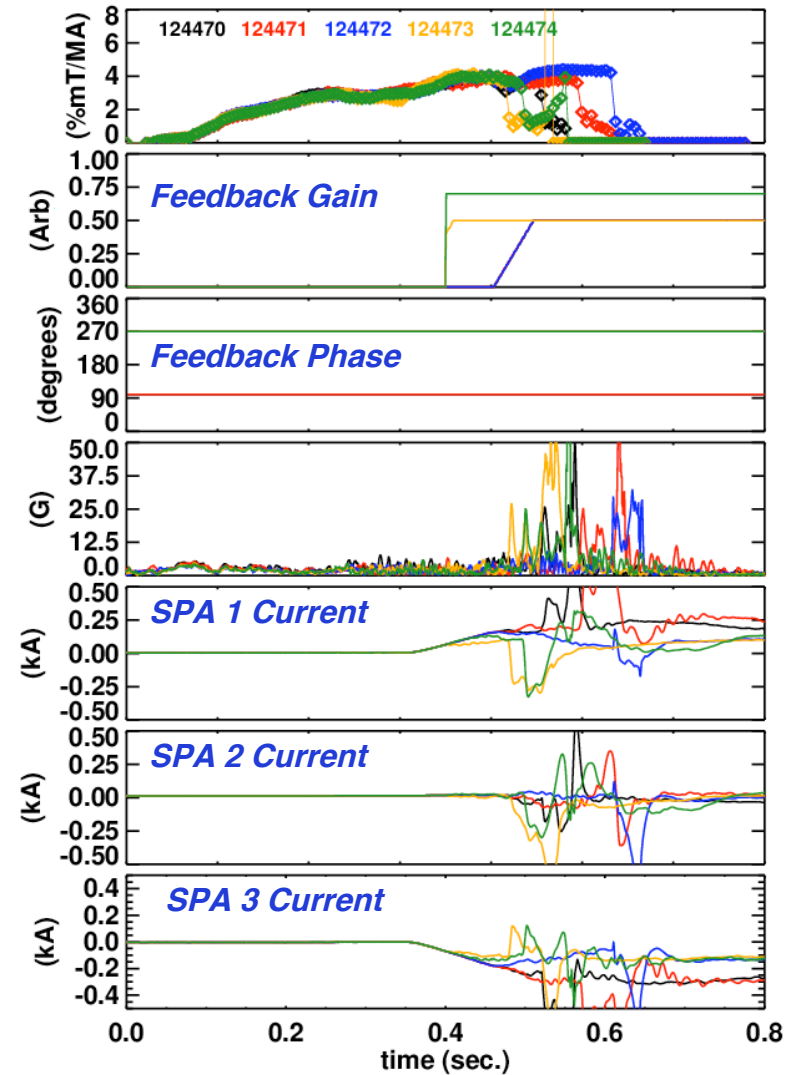 124470 124471 124472 124473 124474
(%mT/MA)
8
6
4
2
0
(Arb)
1.00
0.75
0.50
0.25
0.00
Feedback Gain
(degrees)
360
270
180
90
0
Feedback Phase
(G)
50.0
37.5
25.0
12.5
0.0
(kA)
0.50
0.25
0.00
-0.25
-0.50
SPA 1 Current
(kA)
0.50
0.25
0.00
-0.25
-0.50
SPA 2 Current
(kA)
0.4
0.2
0.0
-0.2
-0.4
SPA 3 Current
0.0 0.2 0.4 0.6 0.8
time (sec.)